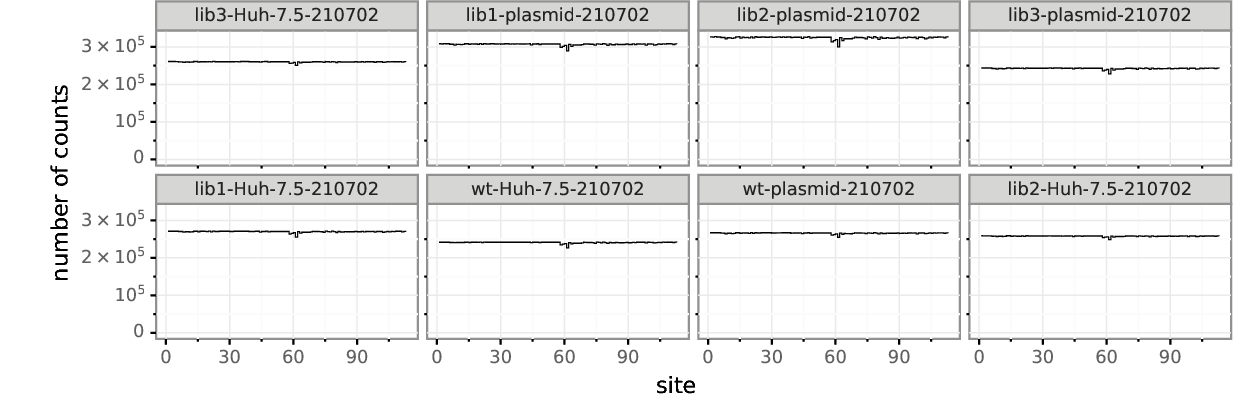 lib3-Huh-7.5-210702 lib1-plasmid-210702 lib2-plasmid-210702 lib3-plasmid-210702
3 × 10⁵
2 × 10⁵
10⁵
0
lib1-Huh-7.5-210702 wt-Huh-7.5-210702 wt-plasmid-210702 lib2-Huh-7.5-210702
3 × 10⁵
2 × 10⁵
10⁵
0
number of counts
0 30 60 90 0 30 60 90 0 30 60 90 0 30 60 90
site